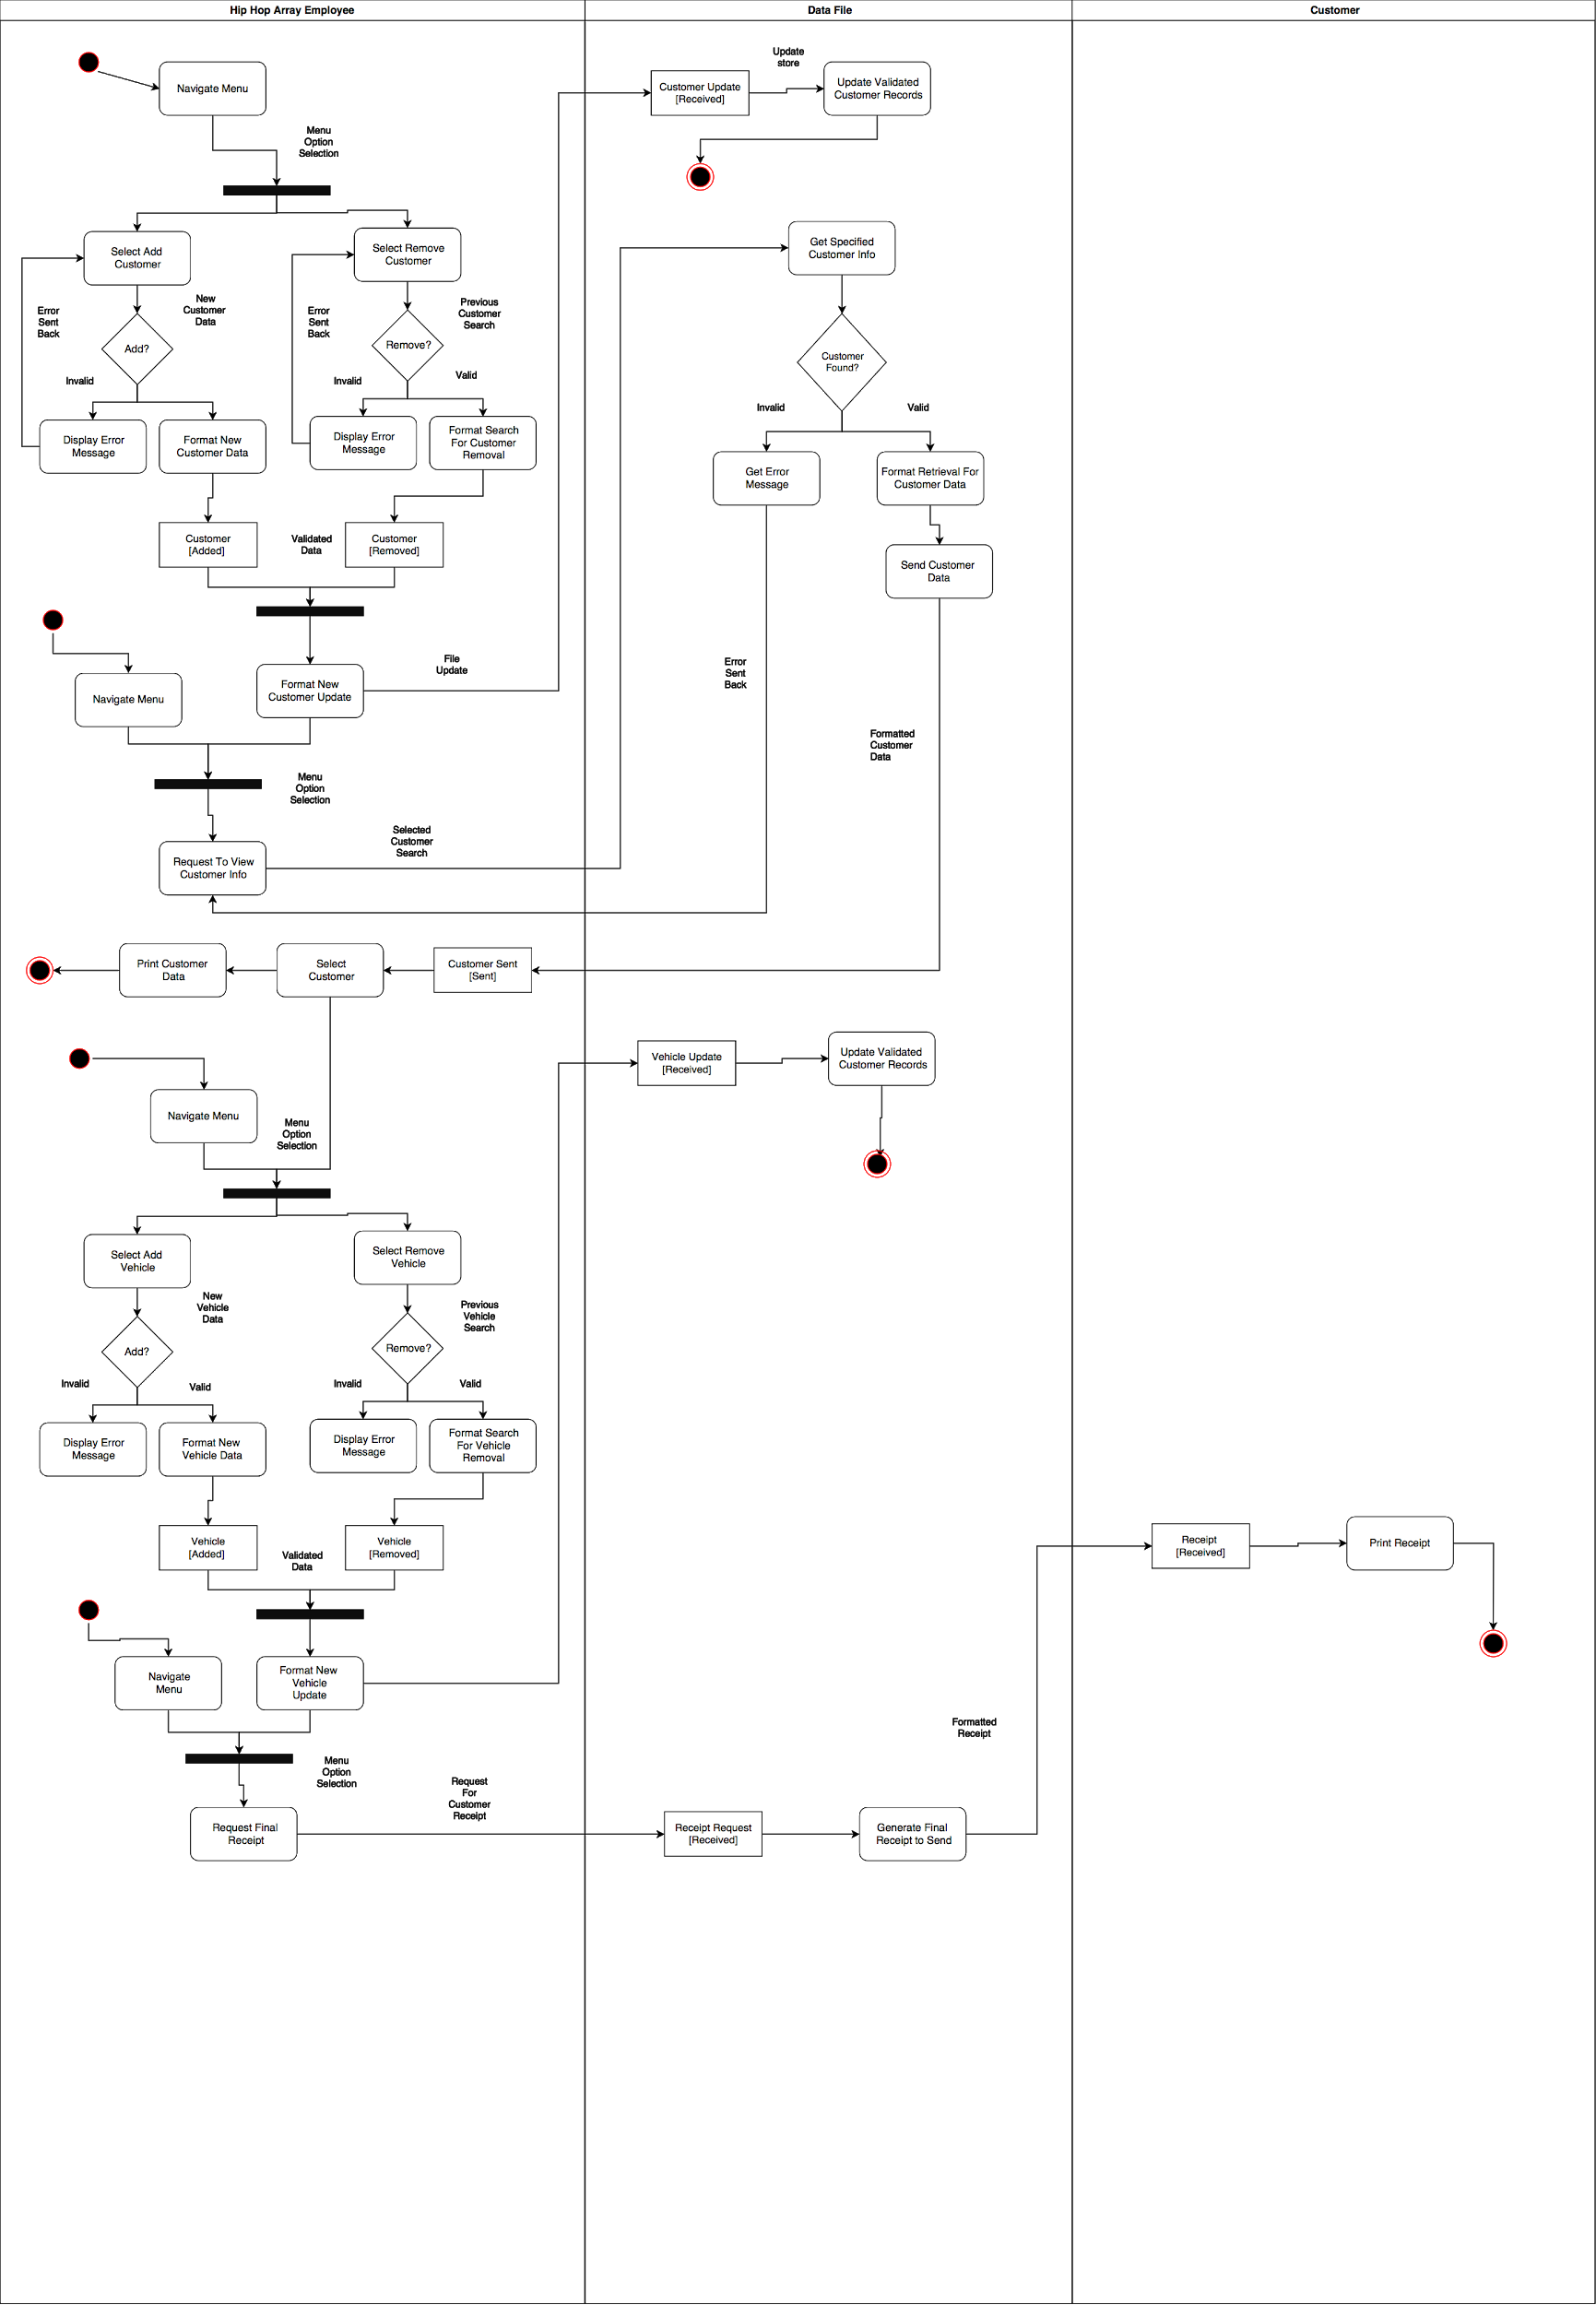 Hip Hop Array Employee
Data File
Customer
Navigate Menu
Menu
Option
Selection
Customer Update
[Received]
Update
store
Update Validated
Customer Records
Select Add
Customer
Select Remove
Customer
Error
Sent
Back
New
Customer
Data
Error
Sent
Back
Previous
Customer
Search
Add?
Remove?
Invalid
Invalid
Valid
Display Error
Message
Format New
Customer Data
Display Error
Message
Format Search
For Customer
Removal
Customer
[Added]
Validated
Data
Customer
[Removed]
Get Specified
Customer Info
Customer
Found?
Invalid
Valid
Get Error
Message
Format Retrieval For
Customer Data
Send Customer
Data
Navigate Menu
Format New
Customer Update
File
Update
Error
Sent
Back
Formatted
Customer
Data
Menu
Option
Selection
Selected
Customer
Search
Request To View
Customer Info
Print Customer
Data
Select
Customer
Customer Sent
[Sent]
Vehicle Update
[Received]
Update Validated
Customer Records
Navigate Menu
Menu
Option
Selection
Select Add
Vehicle
Select Remove
Vehicle
New
Vehicle
Data
Previous
Vehicle
Search
Add?
Remove?
Invalid
Valid
Invalid
Valid
Display Error
Message
Format New
Vehicle Data
Display Error
Message
Format Search
For Vehicle
Removal
Vehicle
[Added]
Validated
Data
Vehicle
[Removed]
Receipt
[Received]
Print Receipt
Navigate
Menu
Format New
Vehicle
Update
Formatted
Receipt
Menu
Option
Selection
Request
For
Customer
Receipt
Request Final
Receipt
Receipt Request
[Received]
Generate Final
Receipt to Send